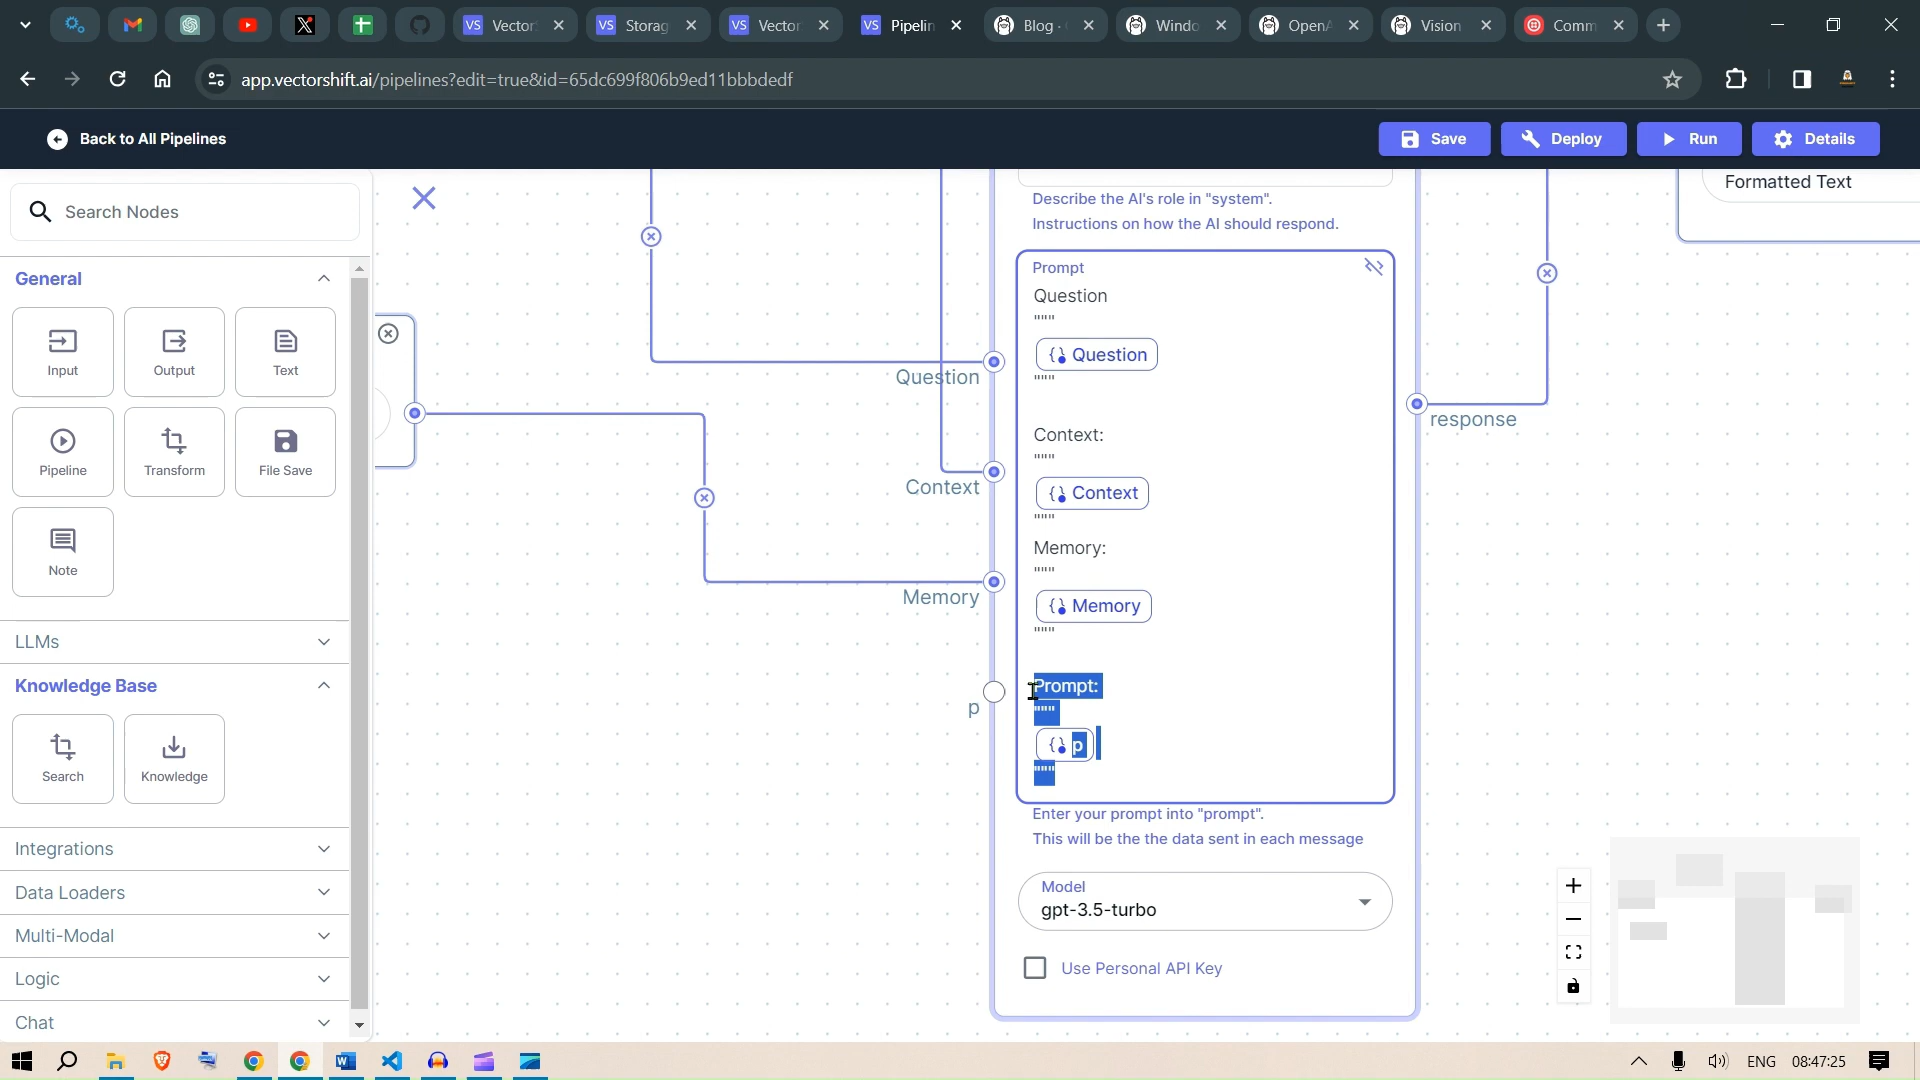 Vector
Storag
Vector
Pipelin
Blog ·
Windo
OpenA
Vision
Comm
app.vectorshift.ai/pipelines?edit=true&id=65dc699f806b9ed11bbbdedf
Back to All Pipelines
Save
Deploy
Run
Details
Search Nodes
General
Input
Output
Text
Pipeline
Transform
File Save
Note
LLMs
Knowledge Base
Search
Knowledge
Integrations
Data Loaders
Multi-Modal
Logic
Chat
Question
Context
Memory
p
Describe the AI's role in "system".
Instructions on how the AI should respond.
Prompt
Question
"""
Question
"""
Context:
"""
Context
"""
Memory:
"""
Memory
"""
Prompt:
"""
p
"""
Enter your prompt into "prompt".
This will be the the data sent in each message
Model
gpt-3.5-turbo
Use Personal API Key
response
Formatted Text
ENG
08:47:25